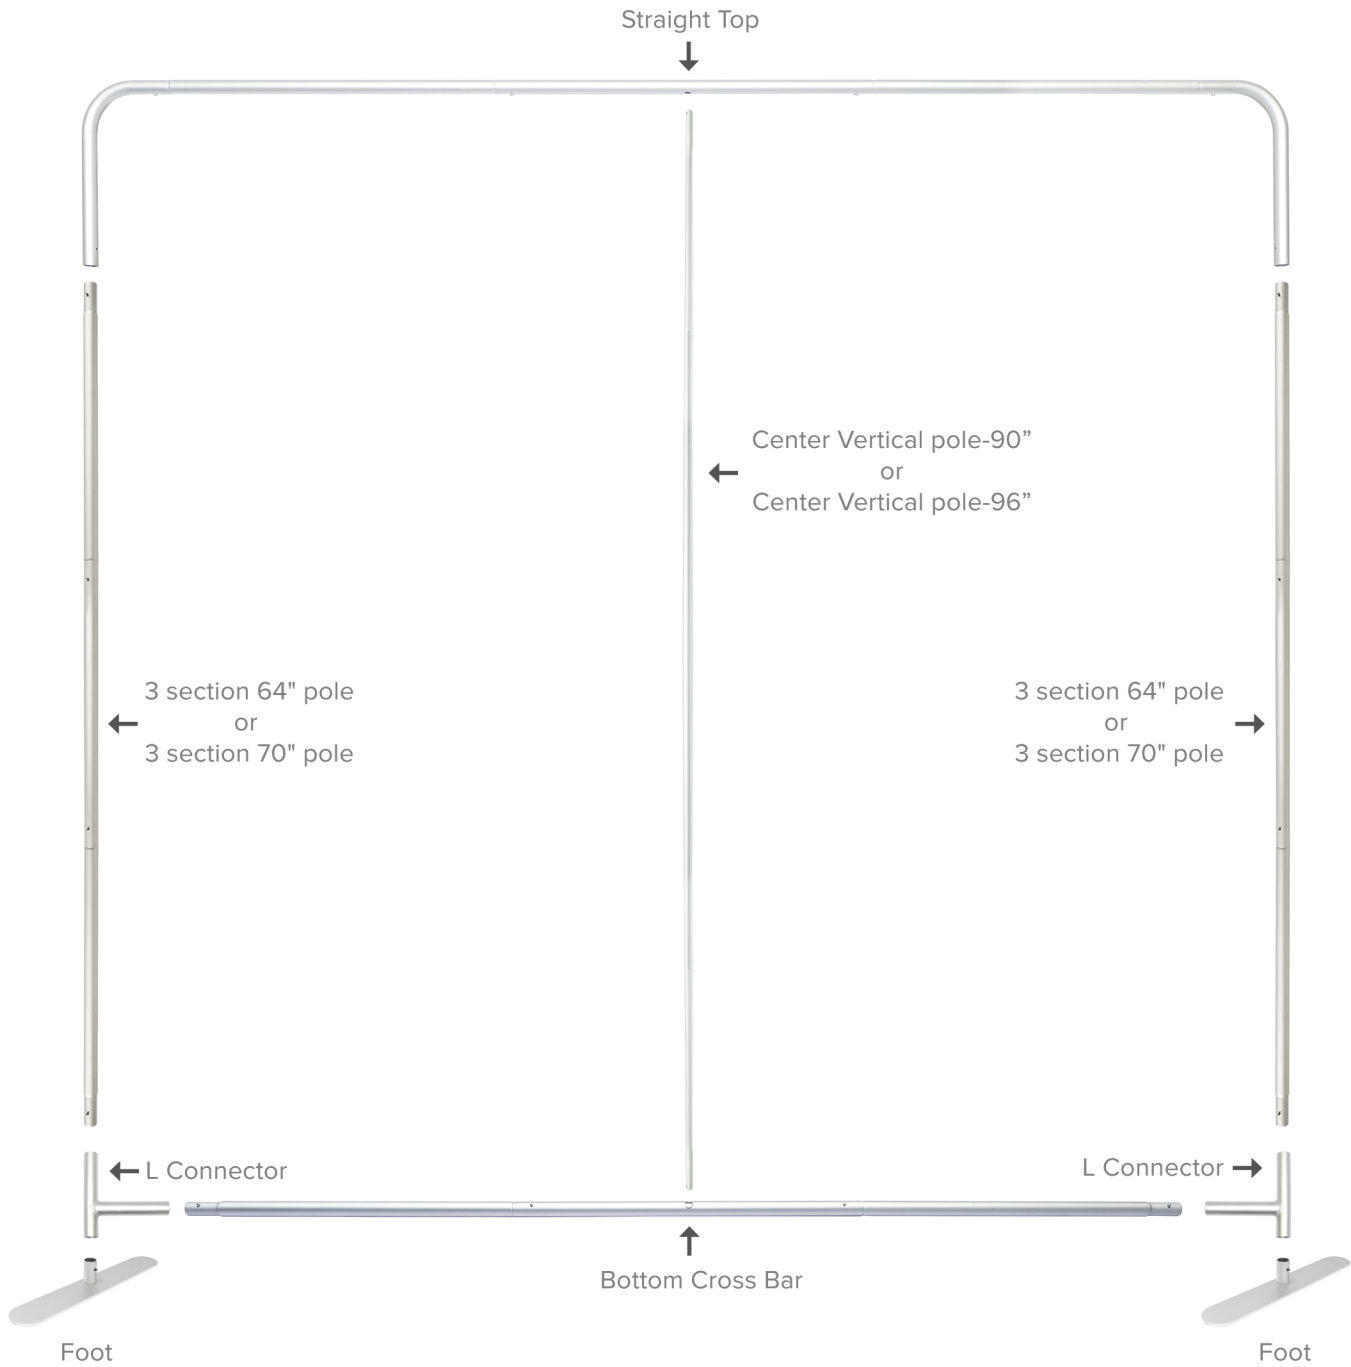 Straight Top
Center Vertical pole-90”
or
Center Vertical pole-96”
3 section 64" pole
or
3 section 70" pole
3 section 64" pole
or
3 section 70" pole
L Connector
L Connector
Bottom Cross Bar
Foot
Foot